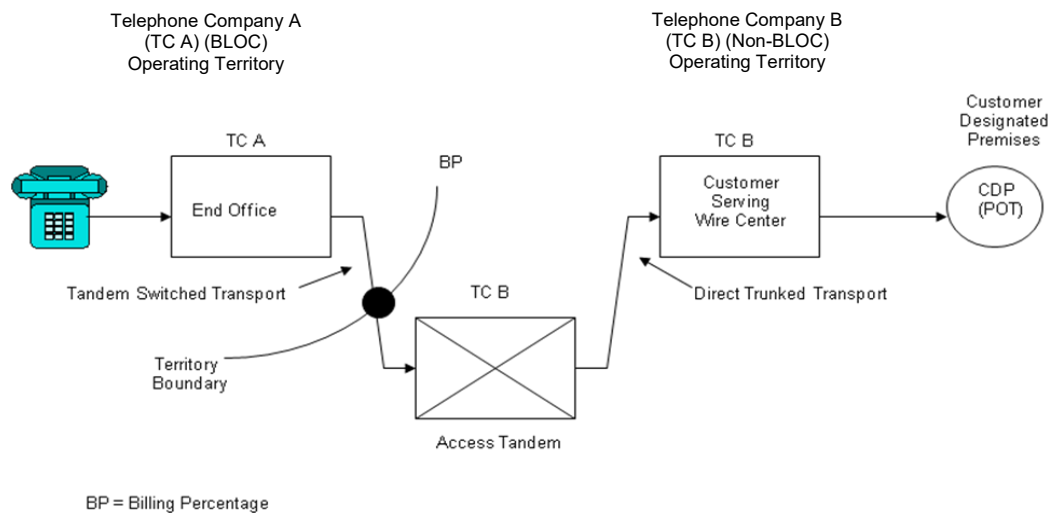 Telephone Company A
(TC A) (BLOC)
Operating Territory
Telephone Company B
(TC B) (Non-BLOC)
Operating Territory
Customer
Designated
Premises
TC A
BP
TC B
End Office
Customer
Serving
Wire Center
CDP
(POT)
Tandem Switched Transport
TC B
Direct Trunked Transport
Territory
Boundary
Access Tandem
BP = Billing Percentage